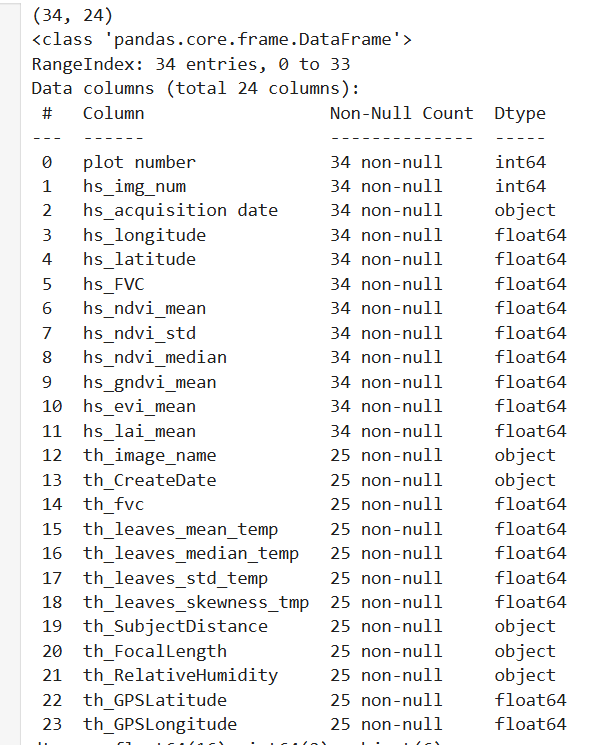 (34, 24)
<class 'pandas.core.frame.DataFrame'>
RangeIndex: 34 entries, 0 to 33
Data columns (total 24 columns):
 #   Column                  Non-Null Count  Dtype
---  ------                  --------------  -----
 0   plot number             34 non-null     int64
 1   hs_img_num              34 non-null     int64
 2   hs_acquisition date     34 non-null     object
 3   hs_longitude            34 non-null     float64
 4   hs_latitude             34 non-null     float64
 5   hs_FVC                  34 non-null     float64
 6   hs_ndvi_mean            34 non-null     float64
 7   hs_ndvi_std             34 non-null     float64
 8   hs_ndvi_median          34 non-null     float64
 9   hs_gndvi_mean           34 non-null     float64
 10  hs_evi_mean             34 non-null     float64
 11  hs_lai_mean             34 non-null     float64
 12  th_image_name           25 non-null     object
 13  th_CreateDate           25 non-null     object
 14  th_fvc                  25 non-null     float64
 15  th_leaves_mean_temp     25 non-null     float64
 16  th_leaves_median_temp   25 non-null     float64
 17  th_leaves_std_temp      25 non-null     float64
 18  th_leaves_skewness_tmp  25 non-null     float64
 19  th_SubjectDistance      25 non-null     object
 20  th_FocalLength          25 non-null     object
 21  th_RelativeHumidity     25 non-null     object
 22  th_GPSLatitude          25 non-null     float64
 23  th_GPSLongitude         25 non-null     float64